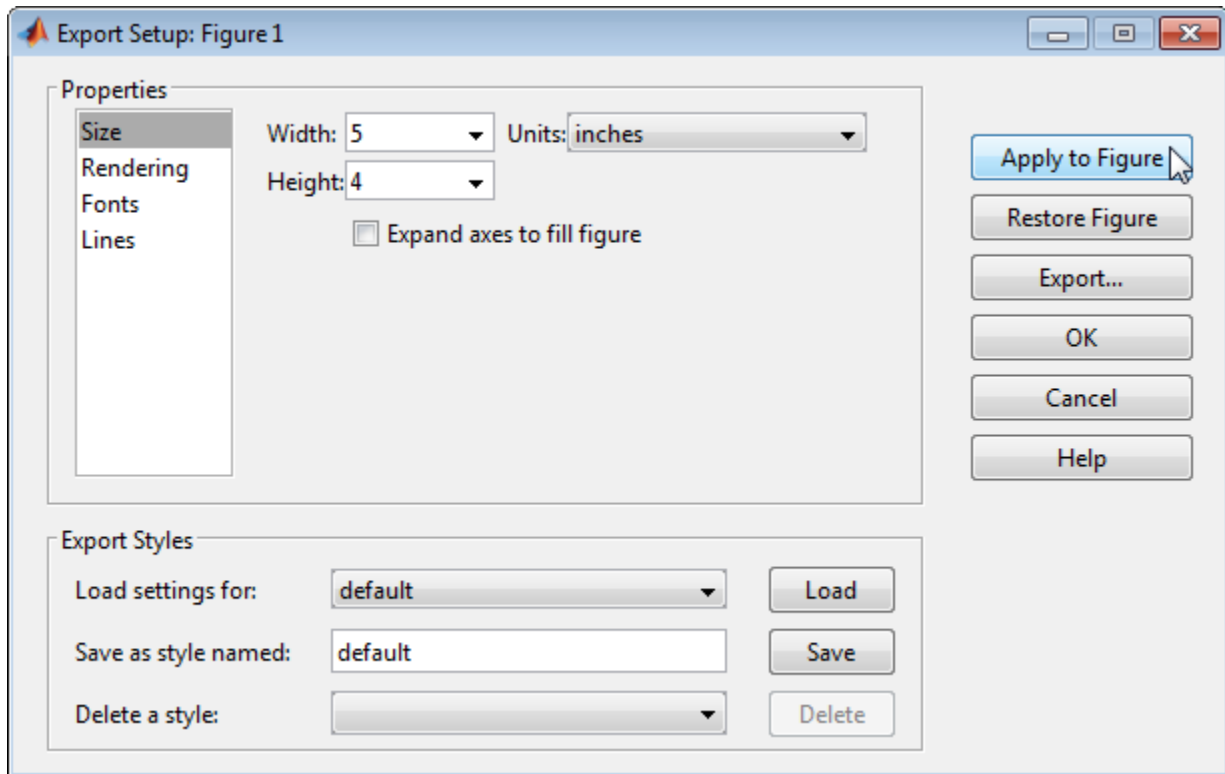 Export Setup: Figure 1
Properties
Size
Rendering
Fonts
Lines
Width: 5 Units: inches
Height: 4
Expand axes to fill figure
Apply to Figure
Restore Figure
Export...
OK
Cancel
Help
Export Styles
Load settings for: default Load
Save as style named: default Save
Delete a style: Delete